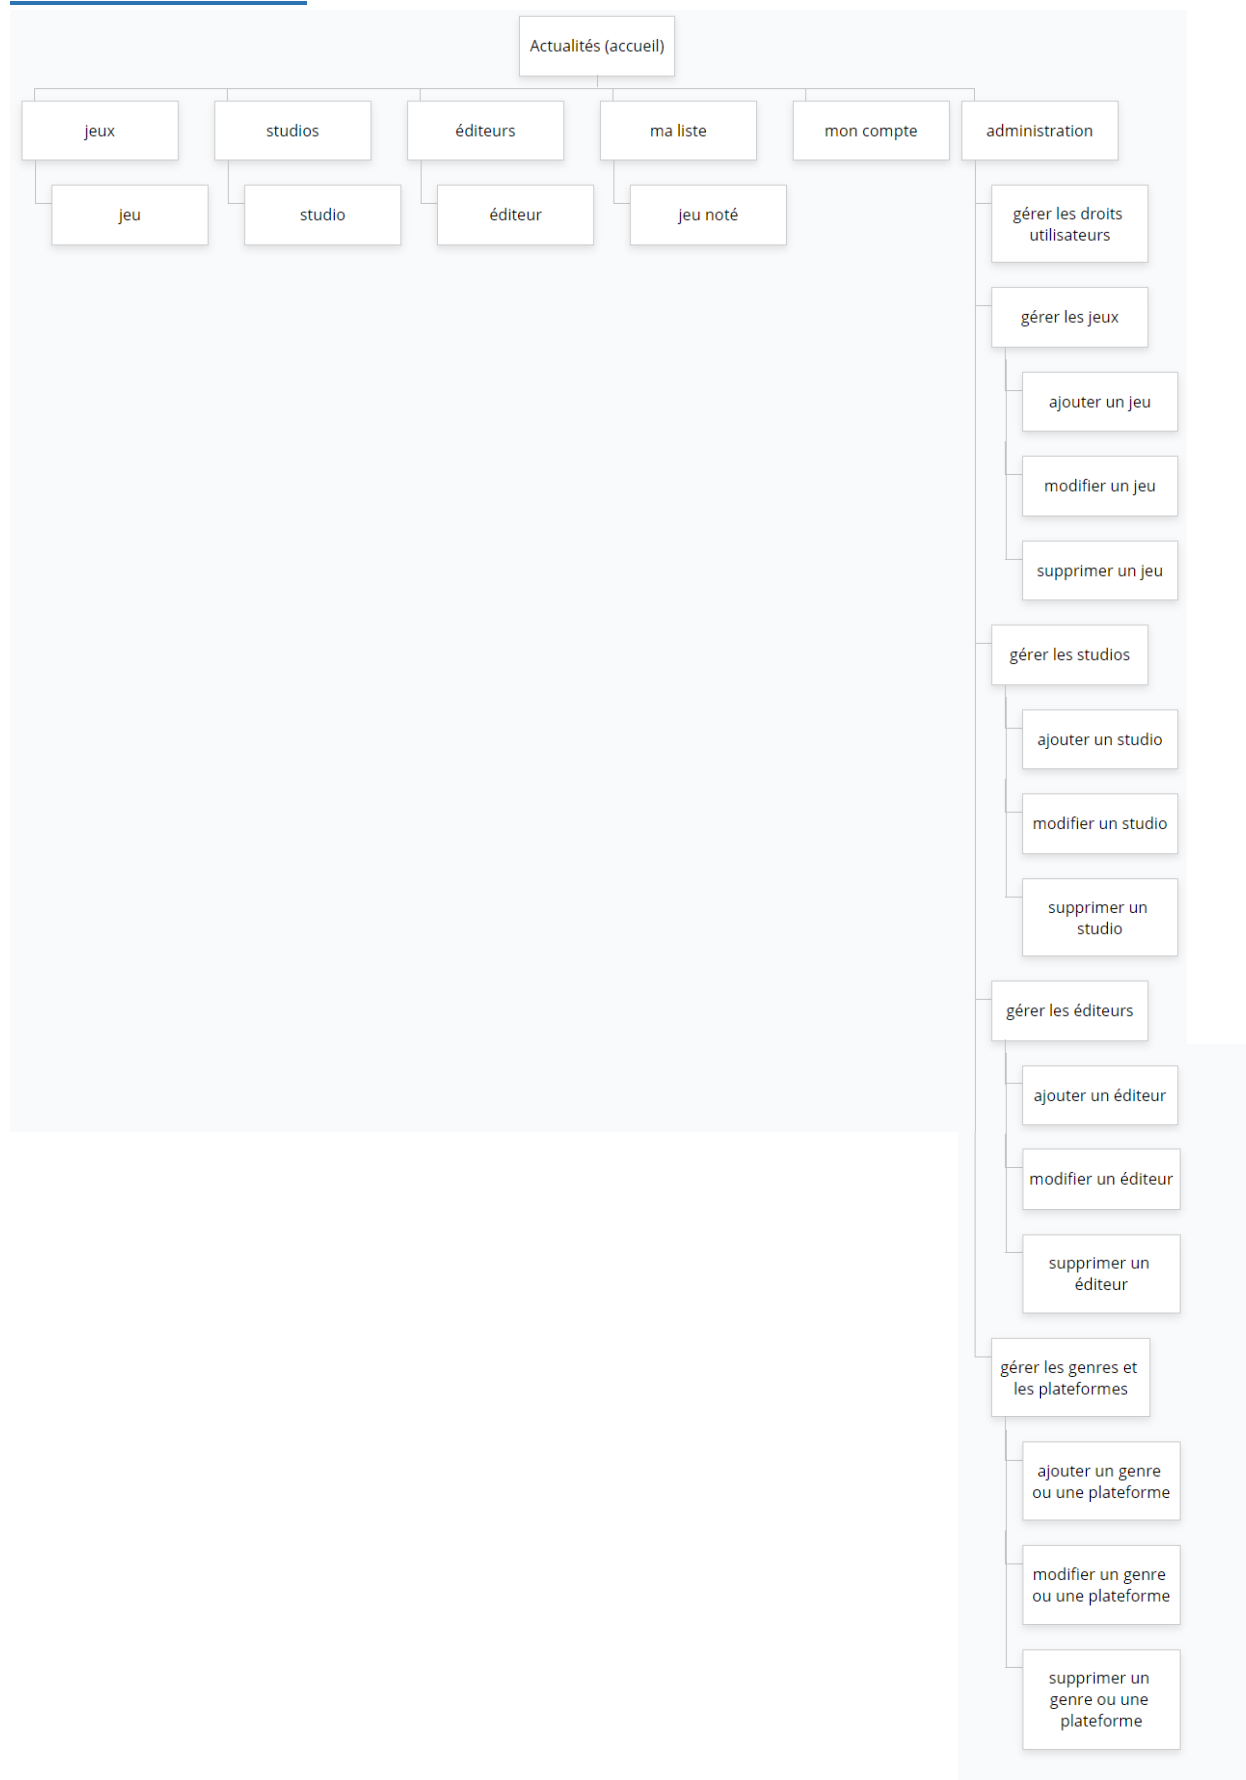 Actualités (accueil)
jeux
studios
éditeurs
ma liste
mon compte
administration
jeu
studio
éditeur
jeu noté
gérer les droits
utilisateurs
gérer les jeux
ajouter un jeu
modifier un jeu
supprimer un jeu
gérer les studios
ajouter un studio
modifier un studio
supprimer un
studio
gérer les éditeurs
ajouter un éditeur
modifier un éditeur
supprimer un
éditeur
gérer les genres et
les plateformes
ajouter un genre
ou une plateforme
modifier un genre
ou une plateforme
supprimer un
genre ou une
plateforme